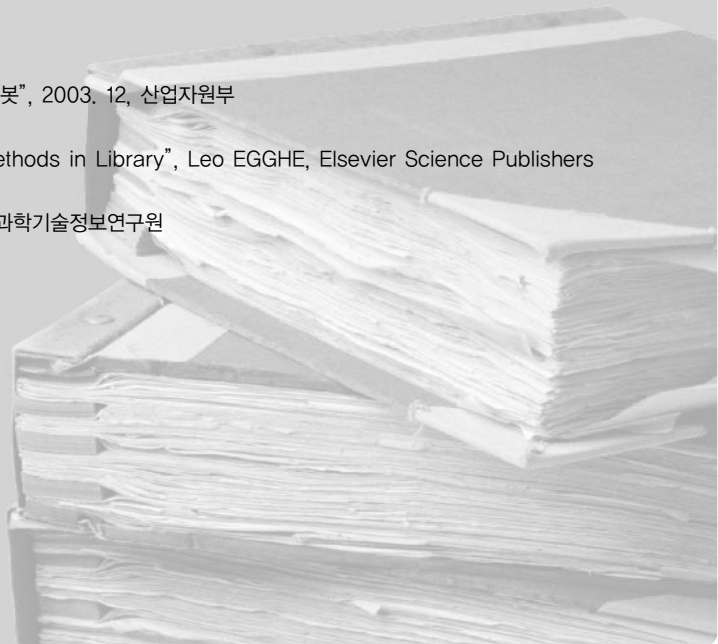 봇”, 2003. 12, 산업자원부
ethods in Library”, Leo EGGHE, Elsevier Science Publishers
과학기술정보연구원